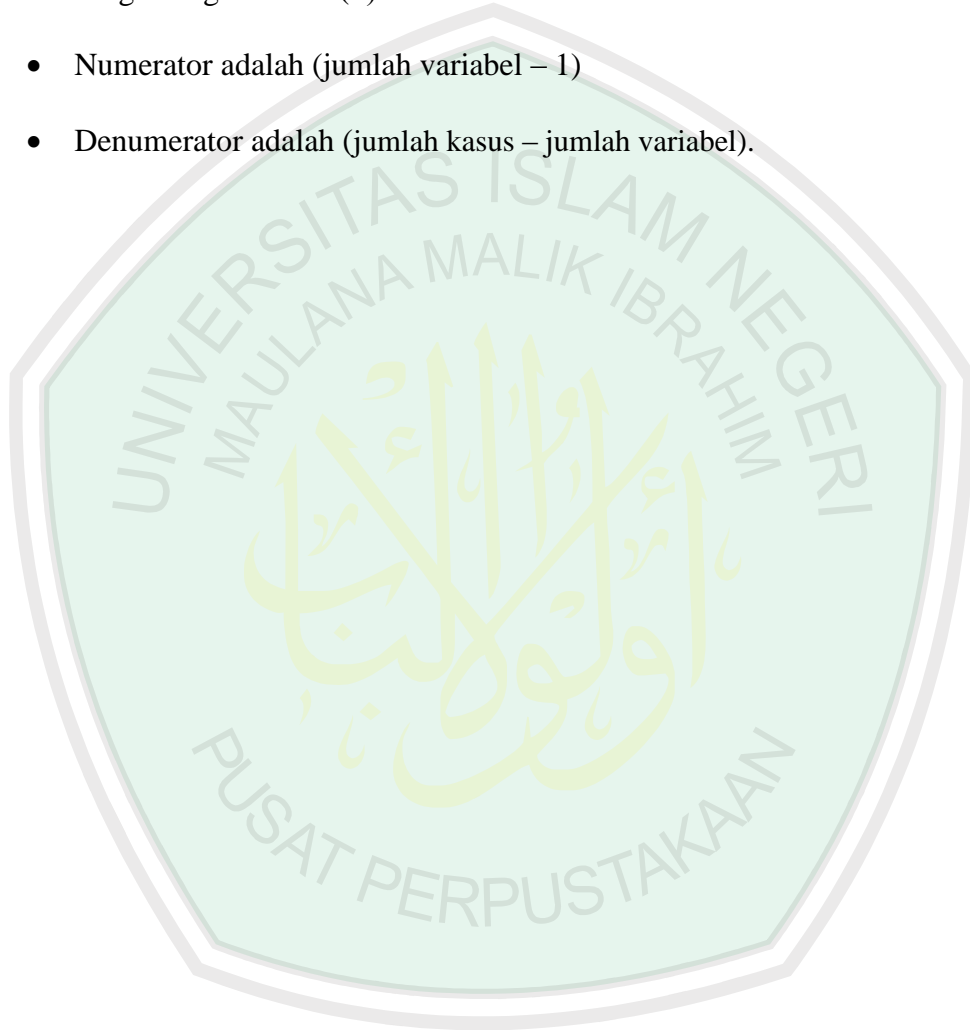 • Numerator adalah (jumlah variabel – 1)
• Denumerator adalah (jumlah kasus – jumlah variabel).
UNIVERSITAS ISLAM NEGERI
MAULANA MALIK IBRAHIM
PUSAT PERPUSTAKAAN